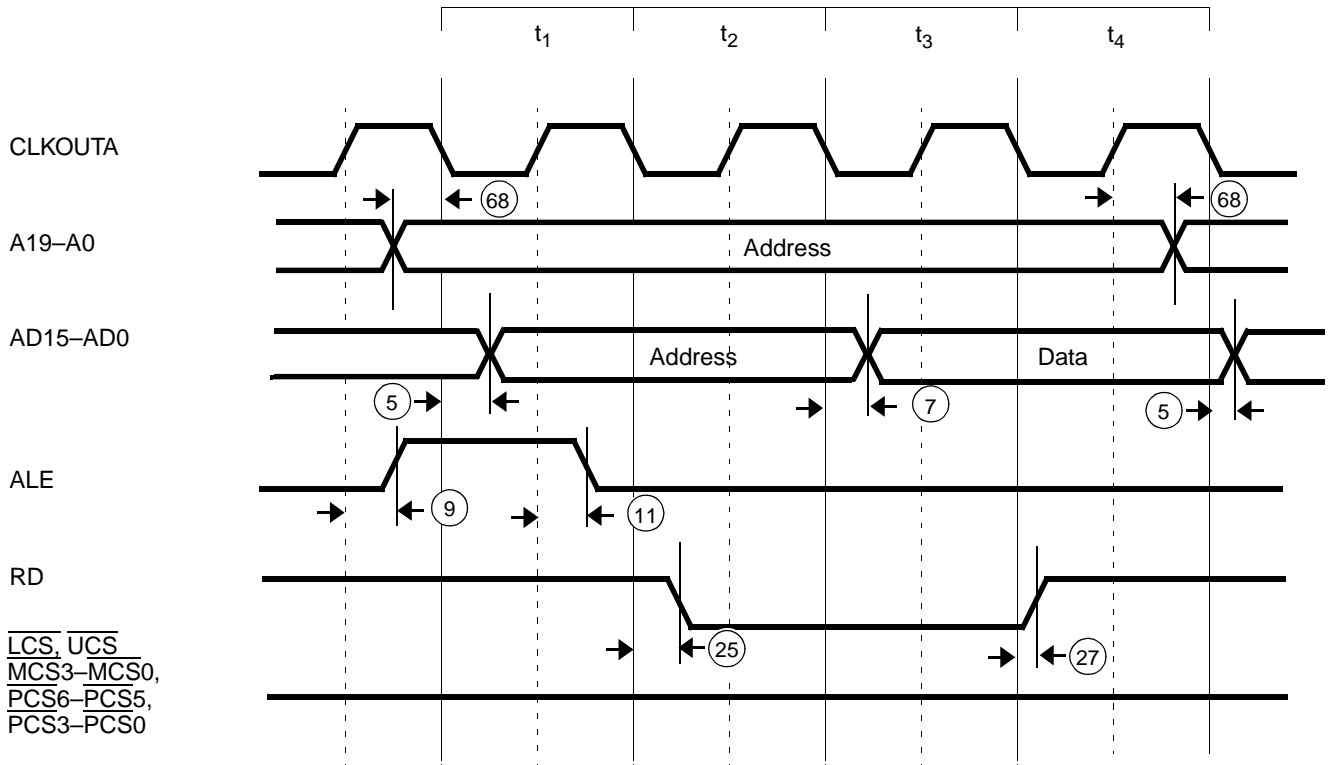 t1 t2 t3 t4
CLKOUTA
68 68
A19–A0
Address
AD15–AD0
Address Data
5 7 5
ALE
9 11
RD
25 27
LCS, UCS
MCS3–MCS0,
PCS6–PCS5,
PCS3–PCS0